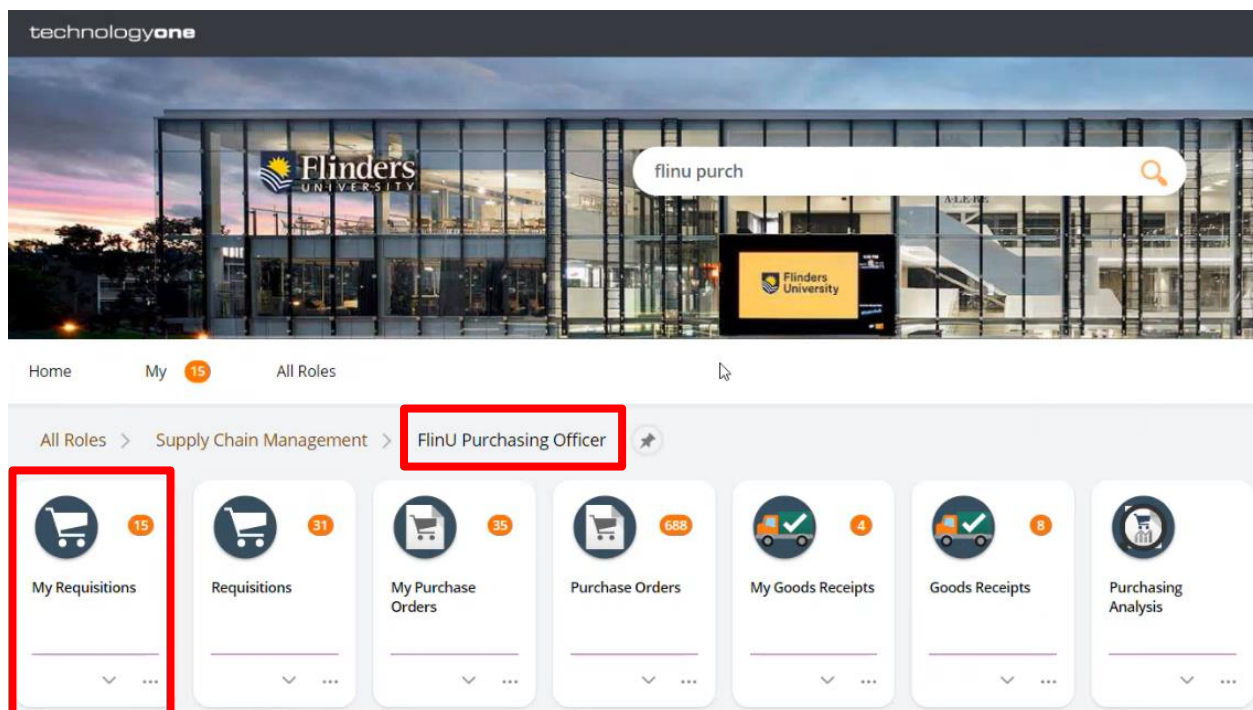 technologyone
Flinders
UNIVERSITY
flinu purch
Flinders
University
Home My 15 All Roles
All Roles > Supply Chain Management > FlinU Purchasing Officer
15 31 35 688 4 8
My Requisitions Requisitions My Purchase Purchase Orders My Goods Receipts Goods Receipts Purchasing
Orders Analysis